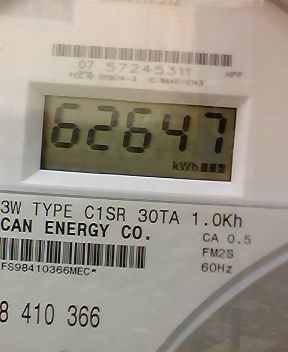 07 57245311 HPP
62647
kWh
3W TYPE C1SR 30TA 1.0Kh
CAN ENERGY CO.
CA 0.5
FM2S
60Hz
FS98410366MEC*
8 410 366